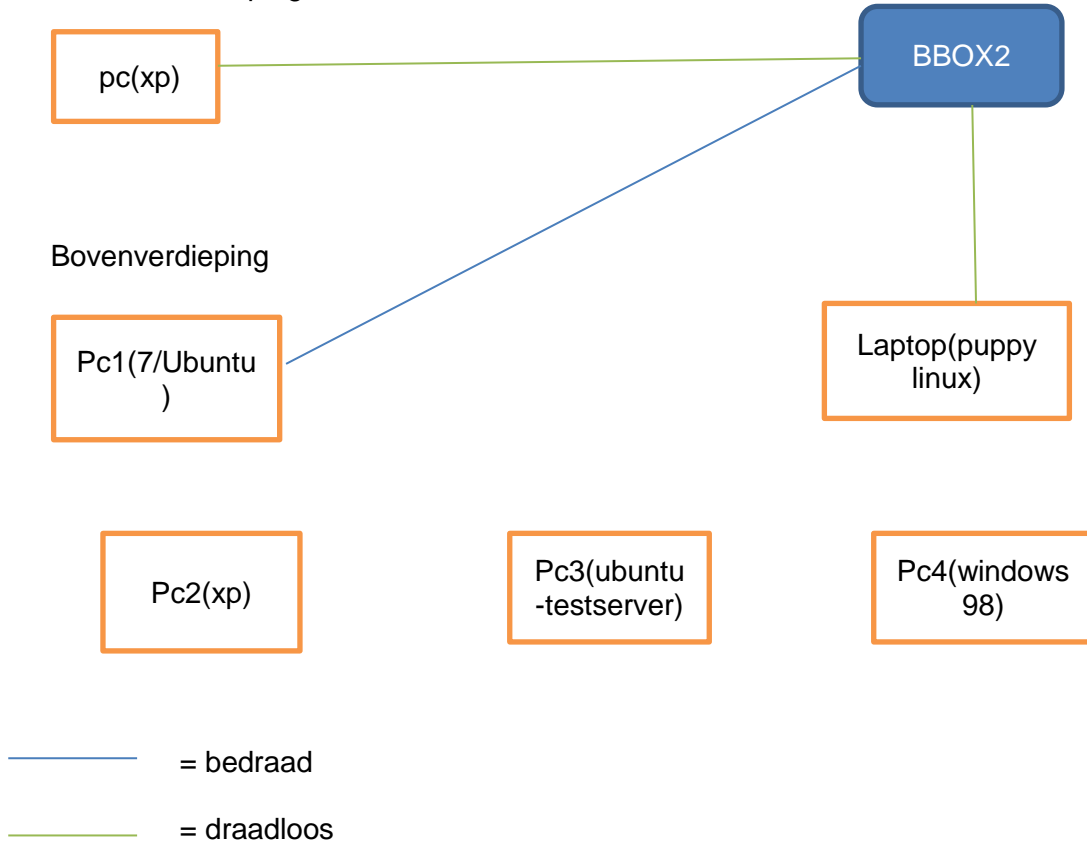 pc(xp)
BBOX2
Bovenverdieping
Pc1(7/Ubuntu
)
Laptop(puppy
linux)
Pc2(xp)
Pc3(ubuntu
-testserver)
Pc4(windows
98)
= bedraad
= draadloos